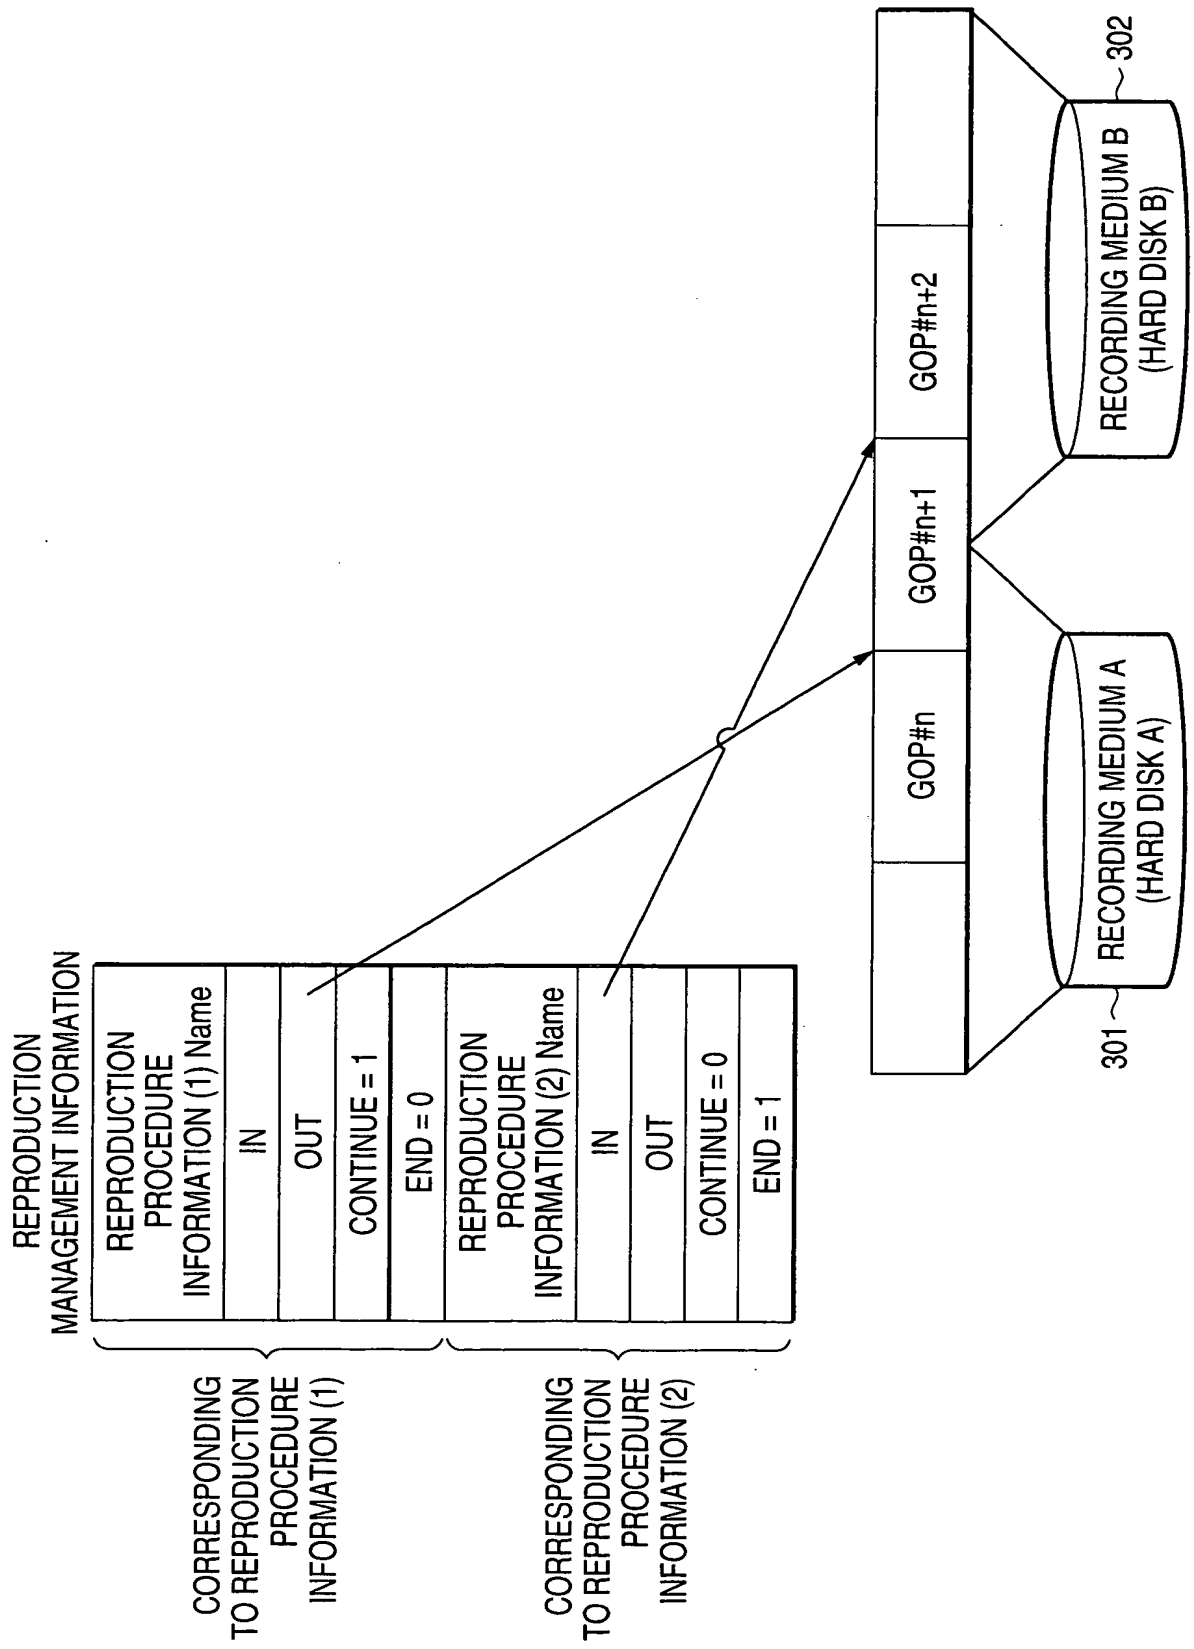 REPRODUCTION
MANAGEMENT INFORMATION
CORRESPONDING
TO REPRODUCTION
PROCEDURE
INFORMATION (1)
REPRODUCTION
PROCEDURE
INFORMATION (1) Name
IN
OUT
CONTINUE = 1
END = 0
CORRESPONDING
TO REPRODUCTION
PROCEDURE
INFORMATION (2)
REPRODUCTION
PROCEDURE
INFORMATION (2) Name
IN
OUT
CONTINUE = 0
END = 1
GOP#n
GOP#n+1
GOP#n+2
301
RECORDING MEDIUM A
(HARD DISK A)
RECORDING MEDIUM B
(HARD DISK B)
302